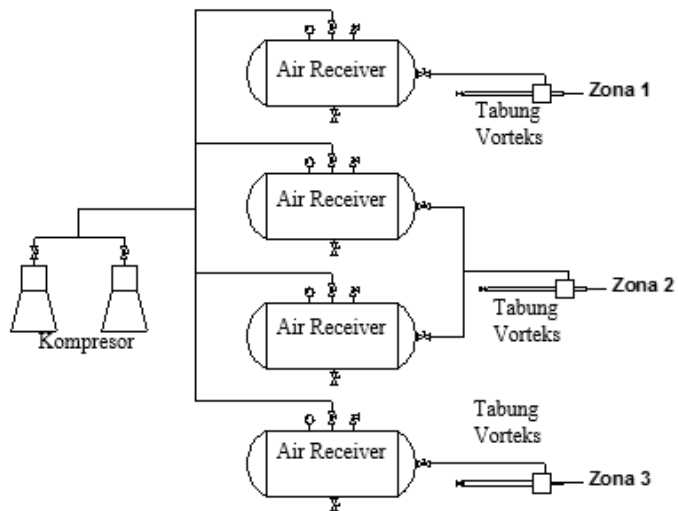 Air Receiver
Zona 1
Tabung
Vorteks
Air Receiver
Zona 2
Tabung
Vorteks
Air Receiver
Kompresor
Tabung
Vorteks
Air Receiver
Zona 3